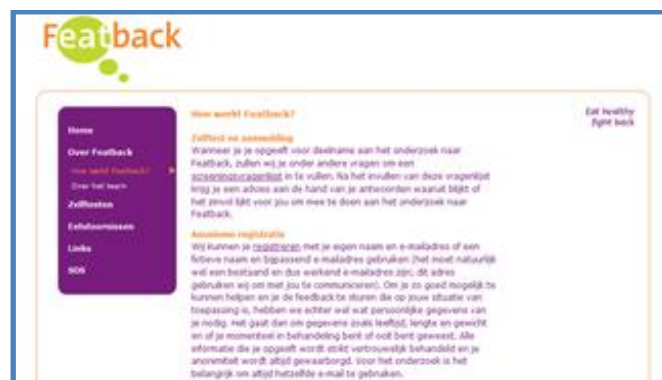 Featback
Eat healthy
fight back
Home
Over Featback
Hoe werkt Featback?
Over het team
Zelftesten
Eetstoornissen
Links
SOS
Hoe werkt Featback?
Zelftest en aanmelding
Wanneer je je opgeeft voor deelname aan het onderzoek naar
Featback, zullen wij je onder andere vragen om een
screeningsvragenlijst in te vullen. Na het invullen van deze vragenlijst
krijg je een advies aan de hand van je antwoorden waaruit blijkt of
het zinvol lijkt voor jou om mee te doen aan het onderzoek naar
Featback.
Anonieme registratie
Wij kunnen je registreren met je eigen naam en e-mailadres of een
fictieve naam en bijpassend e-mailadres gebruiken (het moet natuurlijk
wel een bestaand en dus werkend e-mailadres zijn; dit adres
gebruiken wij om met jou te communiceren). Om je zo goed mogelijk te
kunnen helpen en je de feedback te sturen die op jouw situatie van
toepassing is, hebben we echter wel wat persoonlijke gegevens van
je nodig. Het gaat dan om gegevens zoals leeftijd, lengte en gewicht
en of je momenteel in behandeling bent of ooit bent geweest. Alle
informatie die je opgeeft wordt strikt vertrouwelijk behandeld en je
anonimiteit wordt altijd gewaarborgd. Voor het onderzoek is het
belangrijk om altijd hetzelfde e-mail te gebruiken.